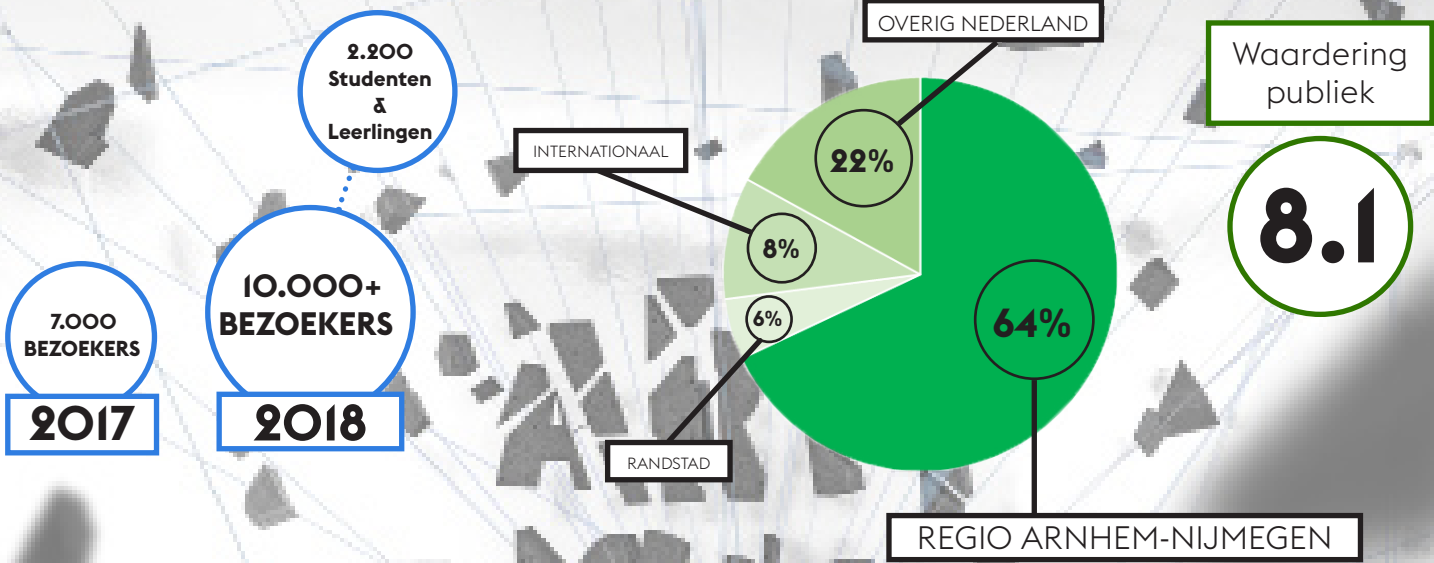 2.200
Studenten
&
Leerlingen
7.000
BEZOEKERS
2017
10.000+
BEZOEKERS
2018
OVERIG NEDERLAND
22%
INTERNATIONAAL
8%
6%
RANDSTAD
64%
REGIO ARNHEM-NIJMEGEN
Waardering
publiek
8.1